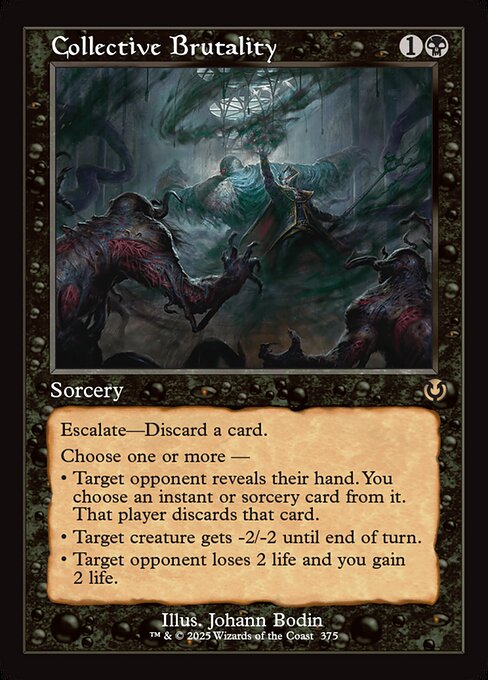 Collective Brutality 1
Sorcery
Escalate—Discard a card.
Choose one or more —
• Target opponent reveals their hand. You
choose an instant or sorcery card from it.
That player discards that card.
• Target creature gets -2/-2 until end of turn.
• Target opponent loses 2 life and you gain
2 life.
Illus. Johann Bodin
™ & © 2025 Wizards of the Coast 375